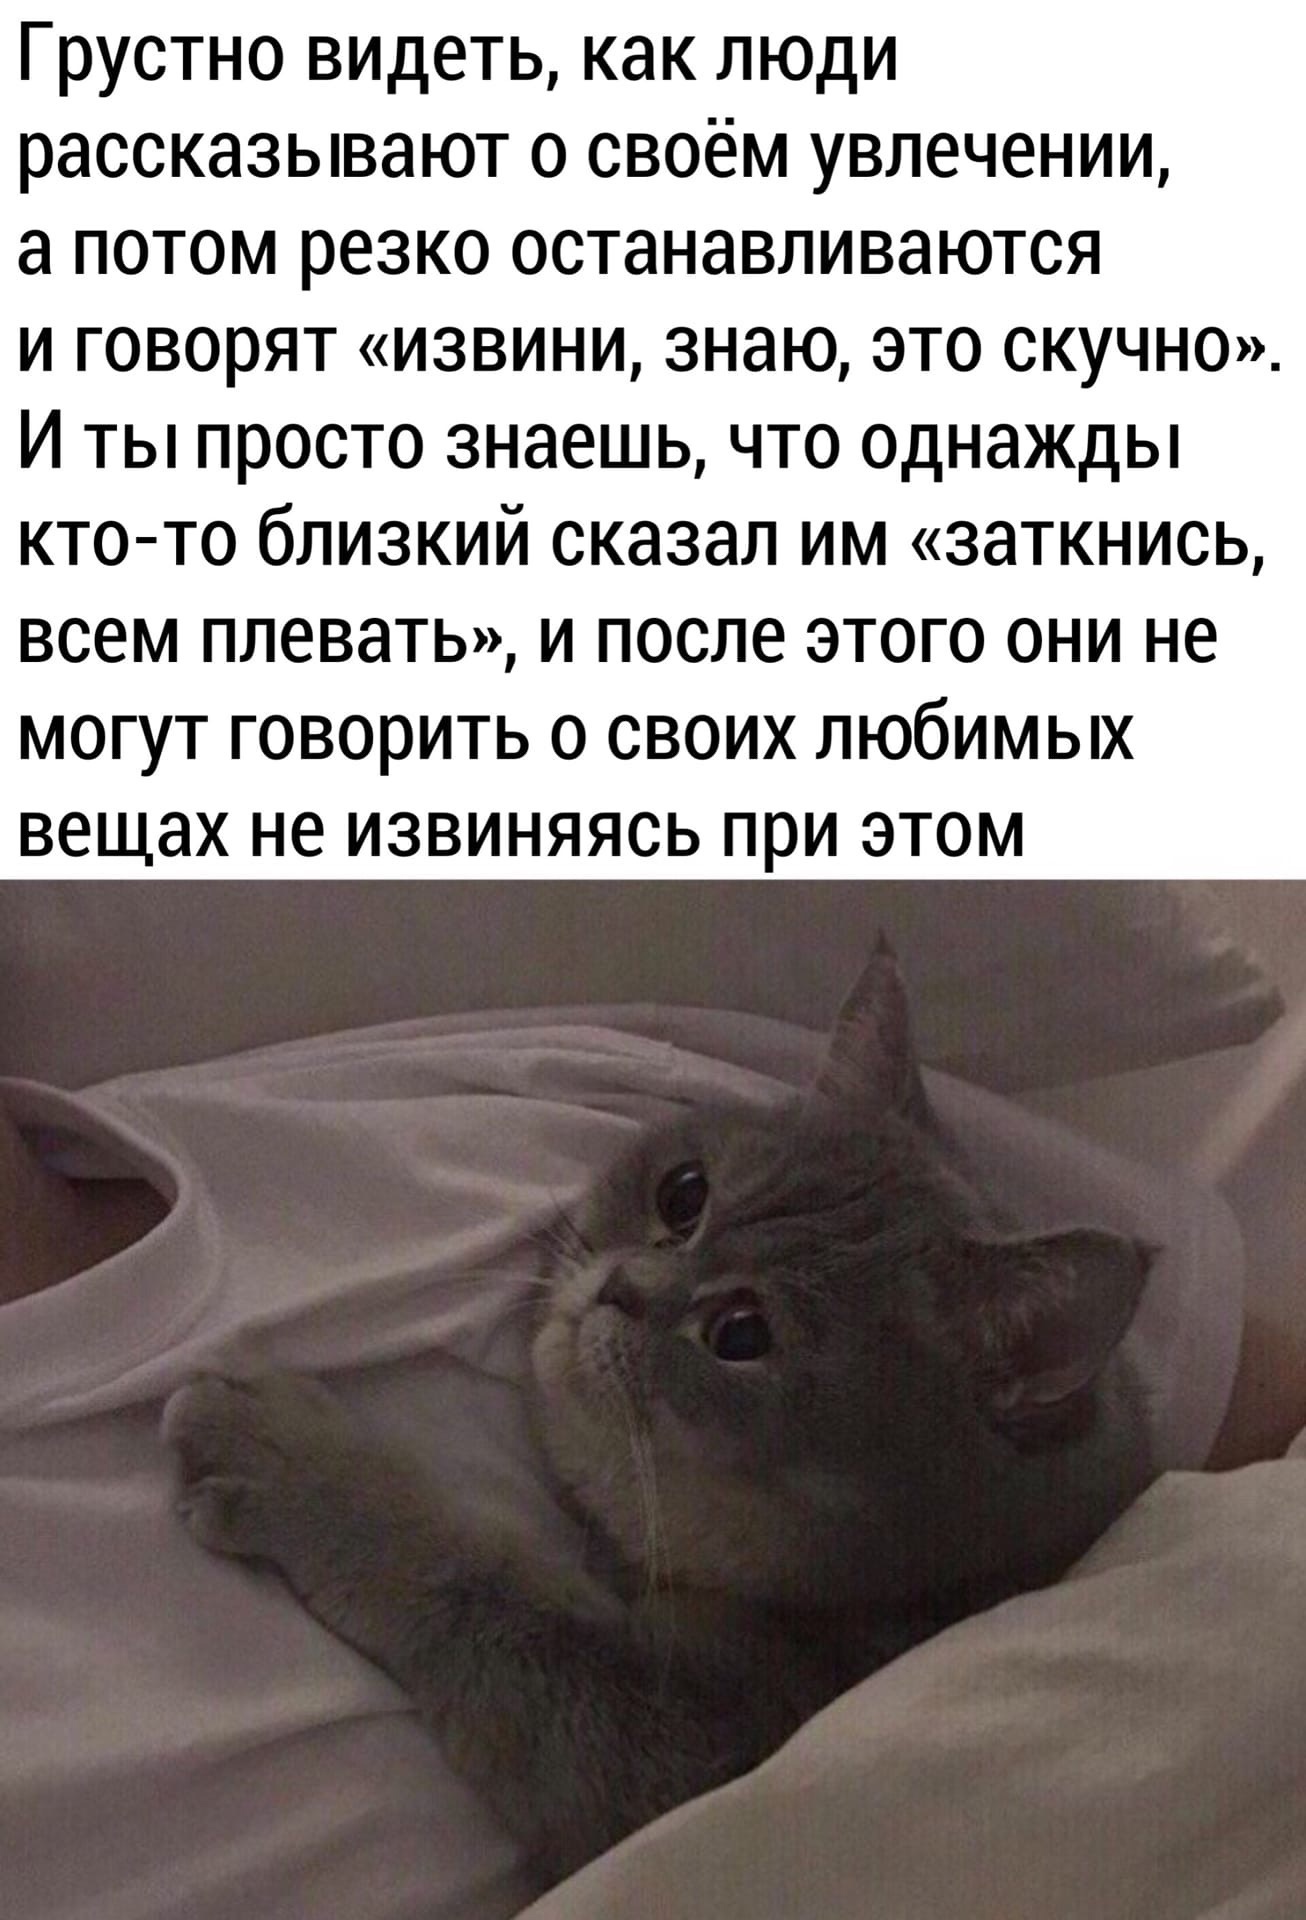 Грустно видеть, как люди
рассказывают о своём увлечении,
а потом резко останавливаются
и говорят «извини, знаю, это скучно».
И ты просто знаешь, что однажды
кто-то близкий сказал им «заткнись,
всем плевать», и после этого они не
могут говорить о своих любимых
вещах не извиняясь при этом